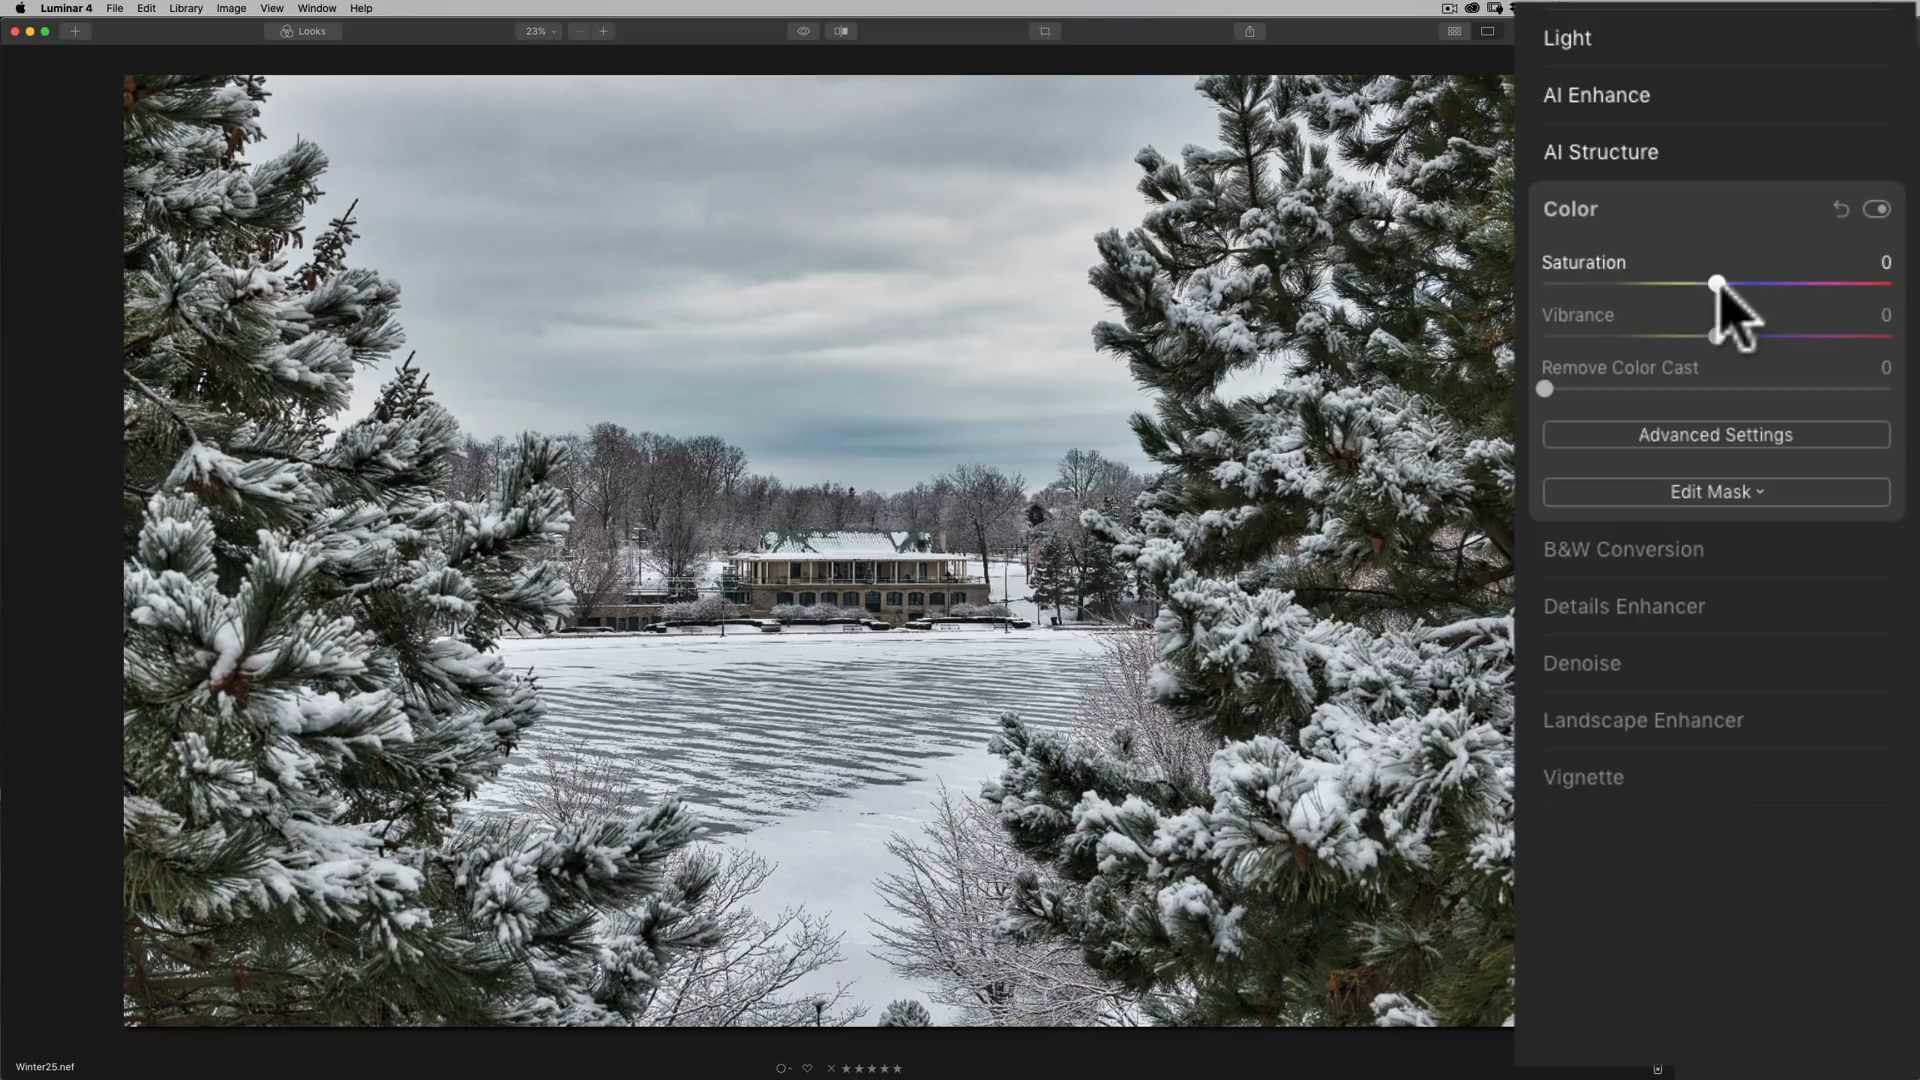 Luminar 4 File Edit Library Image View Window Help
Looks
23%
Light
AI Enhance
AI Structure
Color
Saturation 0
Vibrance 0
Remove Color Cast 0
Advanced Settings
Edit Mask
B&W Conversion
Details Enhancer
Denoise
Landscape Enhancer
Vignette
Winter25.nef